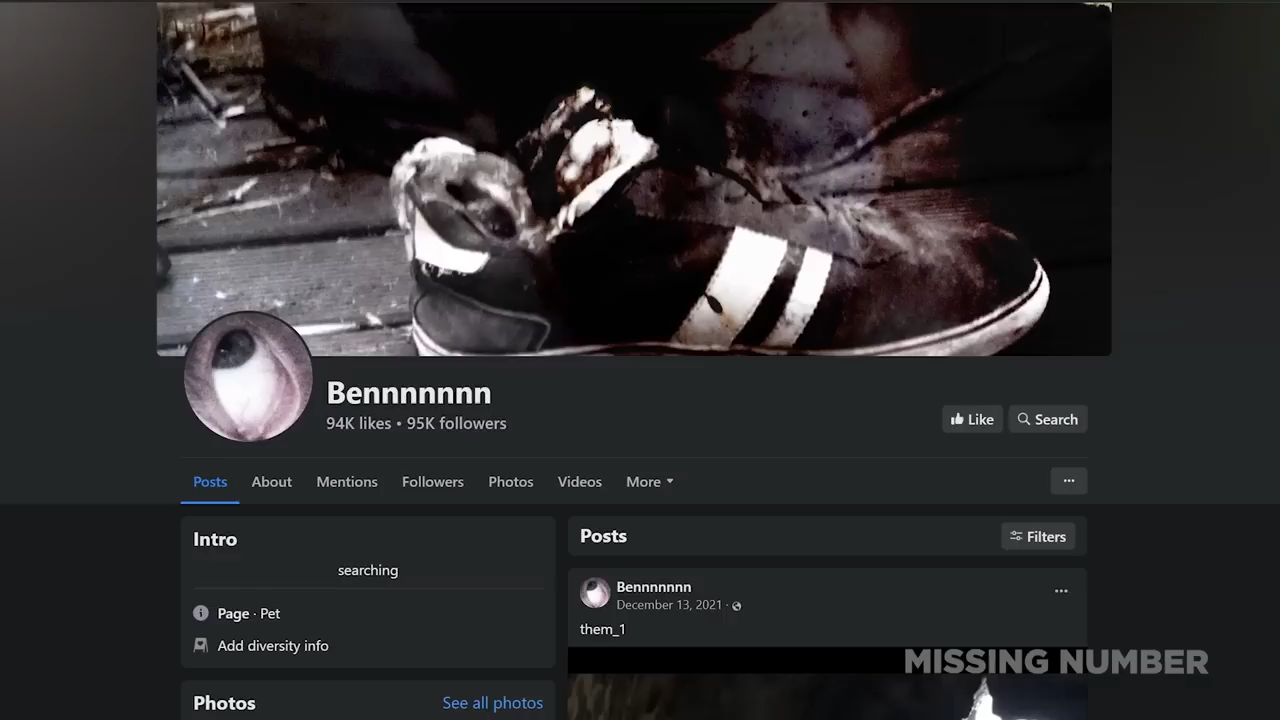 Bennnnnnn
94K likes • 95K followers
Like
Search
Posts
About
Mentions
Followers
Photos
Videos
More
Intro
searching
Page · Pet
Add diversity info
Photos
See all photos
Posts
Filters
Bennnnnnn
December 13, 2021 ·
them_1
MISSING NUMBER